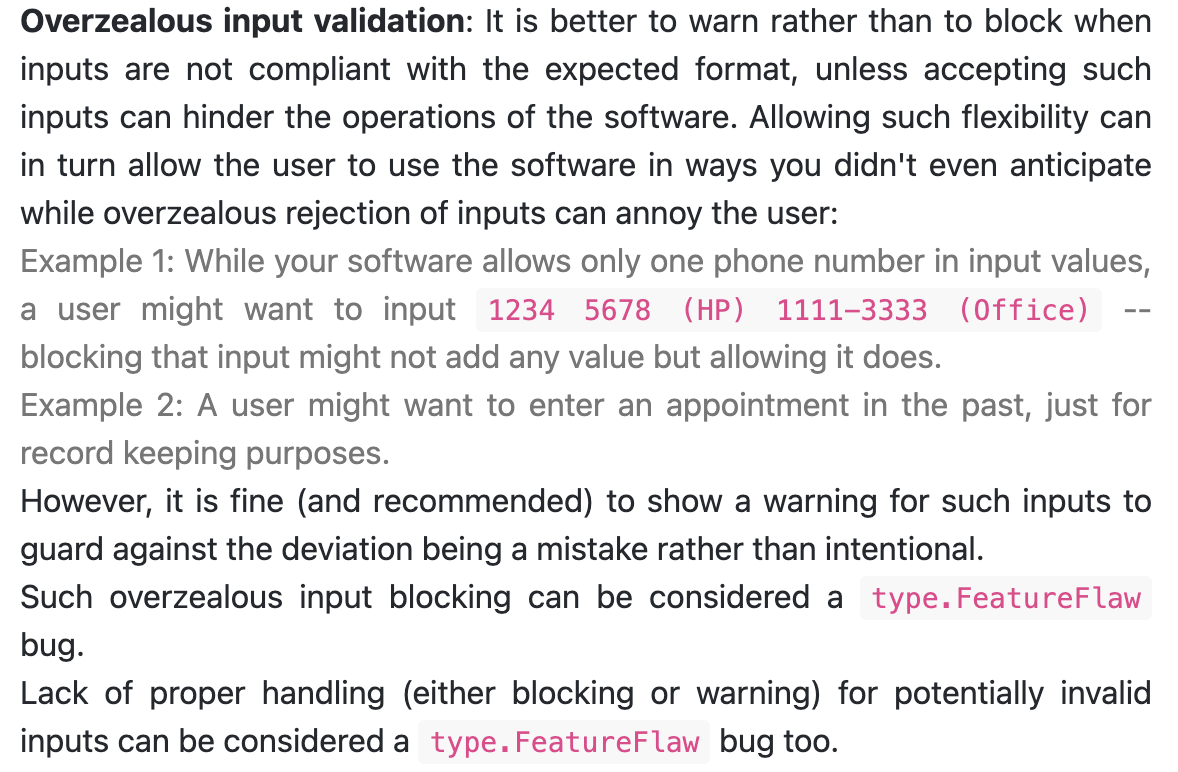 Overzealous input validation: It is better to warn rather than to block when
inputs are not compliant with the expected format, unless accepting such
inputs can hinder the operations of the software. Allowing such flexibility can
in turn allow the user to use the software in ways you didn't even anticipate
while overzealous rejection of inputs can annoy the user:
Example 1: While your software allows only one phone number in input values,
a user might want to input 1234 5678 (HP) 1111-3333 (Office) --
blocking that input might not add any value but allowing it does.
Example 2: A user might want to enter an appointment in the past, just for
record keeping purposes.
However, it is fine (and recommended) to show a warning for such inputs to
guard against the deviation being a mistake rather than intentional.
Such overzealous input blocking can be considered a type.FeatureFlaw
bug.
Lack of proper handling (either blocking or warning) for potentially invalid
inputs can be considered a type.FeatureFlaw bug too.